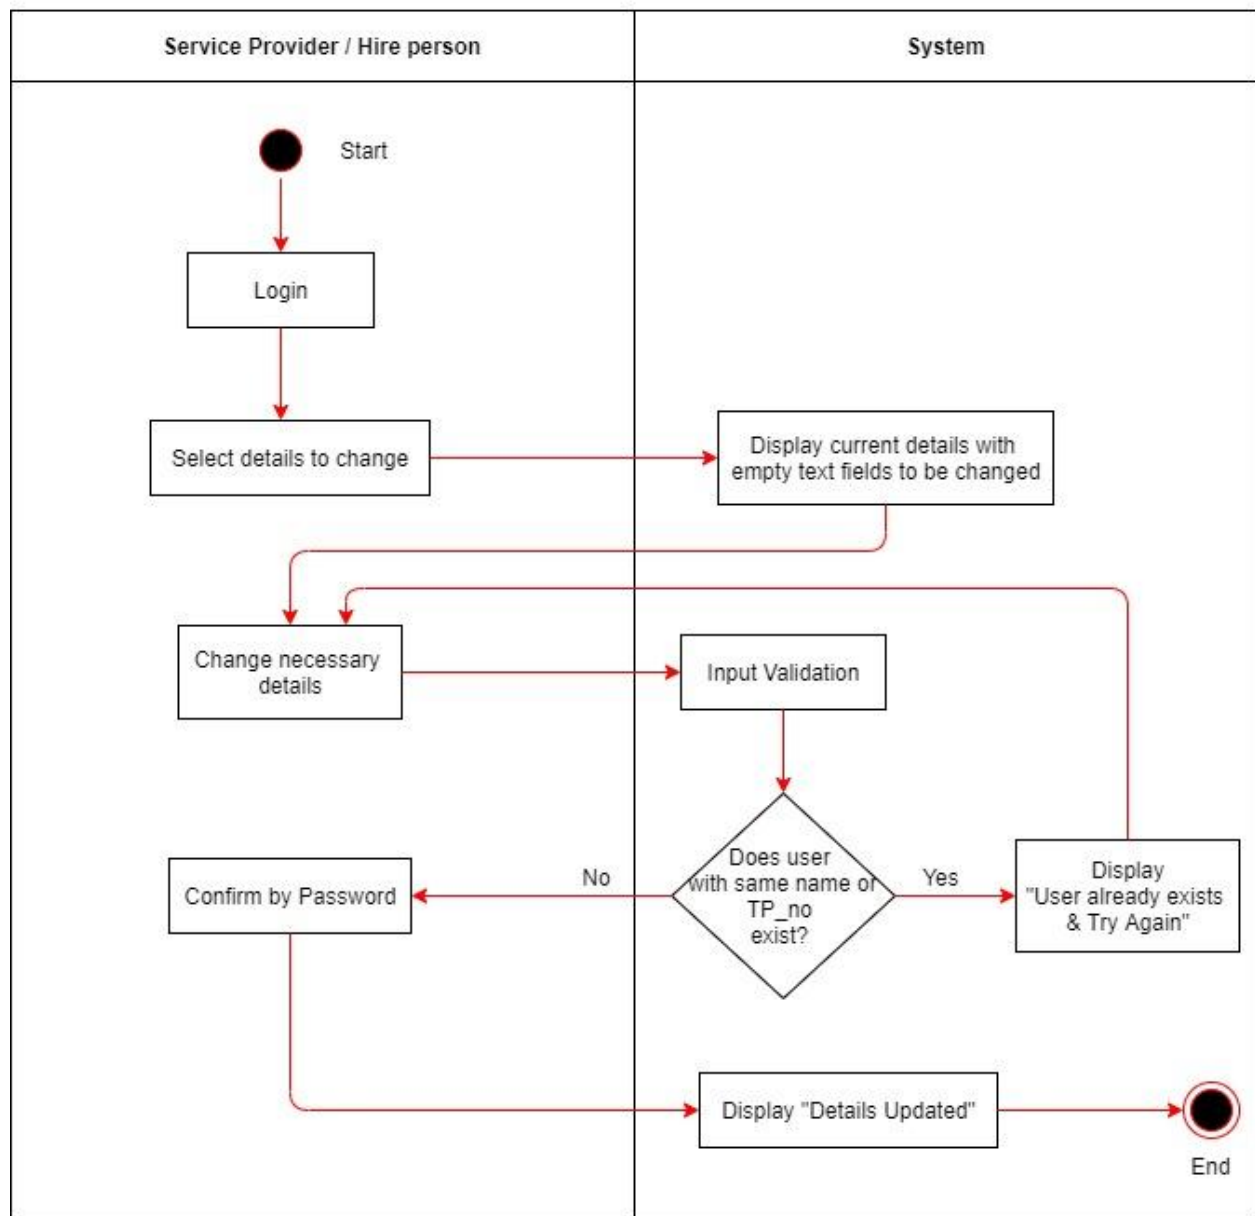 Service Provider / Hire person
System
Start
Login
Select details to change
Display current details with
empty text fields to be changed
Change necessary
details
Input Validation
Does user
with same name or
TP_no
exist?
No
Yes
Confirm by Password
Display
"User already exists
& Try Again"
Display "Details Updated"
End